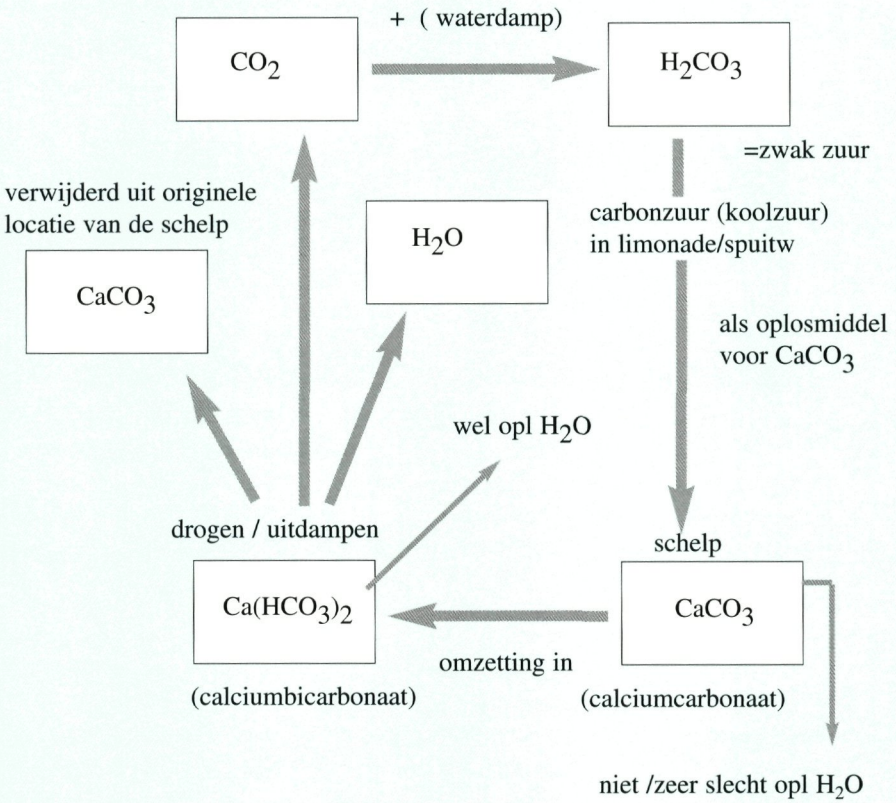 + ( waterdamp)
CO2
H2CO3
=zwak zuur
verwijderd uit originele
locatie van de schelp
carbonzuur (koolzuur)
in limonade/spuitw
H2O
CaCO3
als oplosmiddel
voor CaCO3
wel opl H2O
drogen / uitdampen
schelp
Ca(HCO3)2
CaCO3
omzetting in
(calciumbicarbonaat)
(calciumcarbonaat)
niet /zeer slecht opl H2O